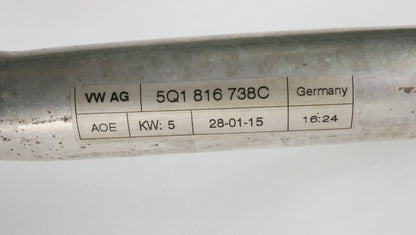 VW AG 5Q1 816 738C Germany
AOE KW: 5 28-01-15 16:24